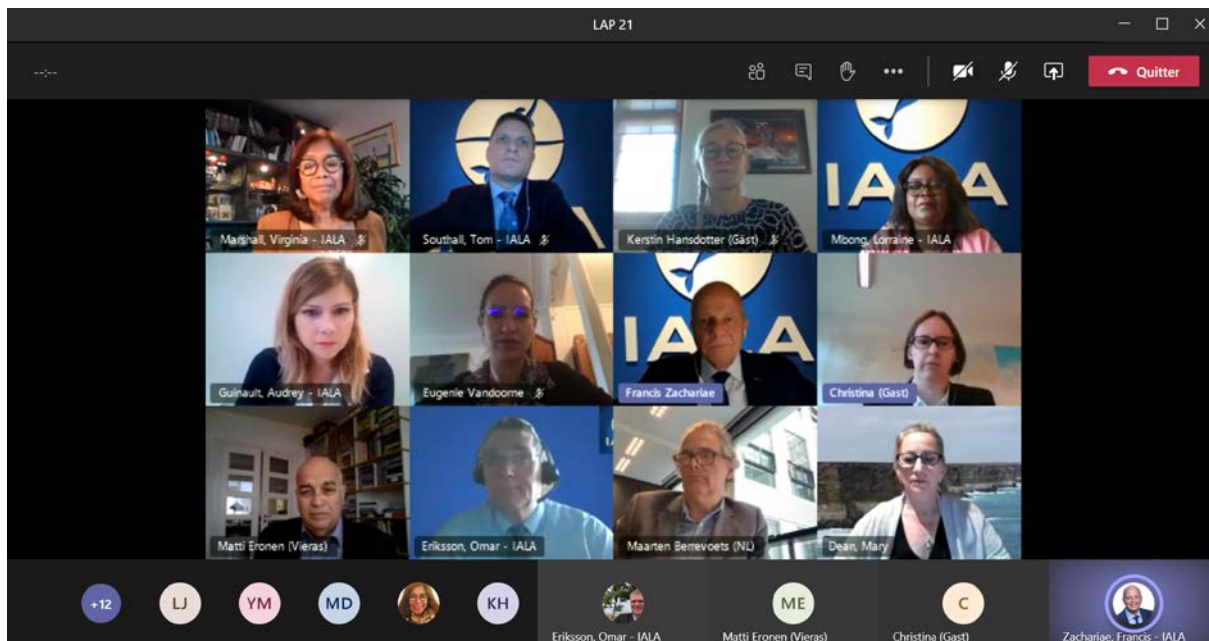 LAP 21
--:--
Quitter
Marshall, Virginia - IALA
Southall, Tom - IALA
Kerstin Hansdotter (Gäst)
IALA
Mbong, Lorraine - IALA
Guinault, Audrey - IALA
Eugenie Vandoorne
IALA
Francis Zachariae
Christina (Gast)
Matti Eronen (Vieras)
Eriksson, Omar - IALA
Maarten Berrevoets (NL)
Dean, Mary
+12
LJ
YM
MD
KH
ME
C
Eriksson, Omar - IALA
Matti Eronen (Vieras)
Christina (Gast)
Zachariae, Francis - IALA